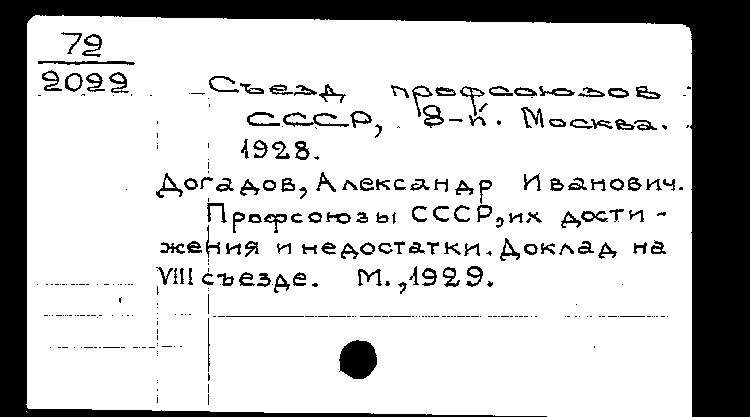 72
2022
Съезд профсоюзов
СССР, 8-й. Москва.
1928.
Догадов, Александр Иванович.
Профсоюзы СССР, их дости-
жения и недостатки. Доклад на
VIII съезде. М., 1929.